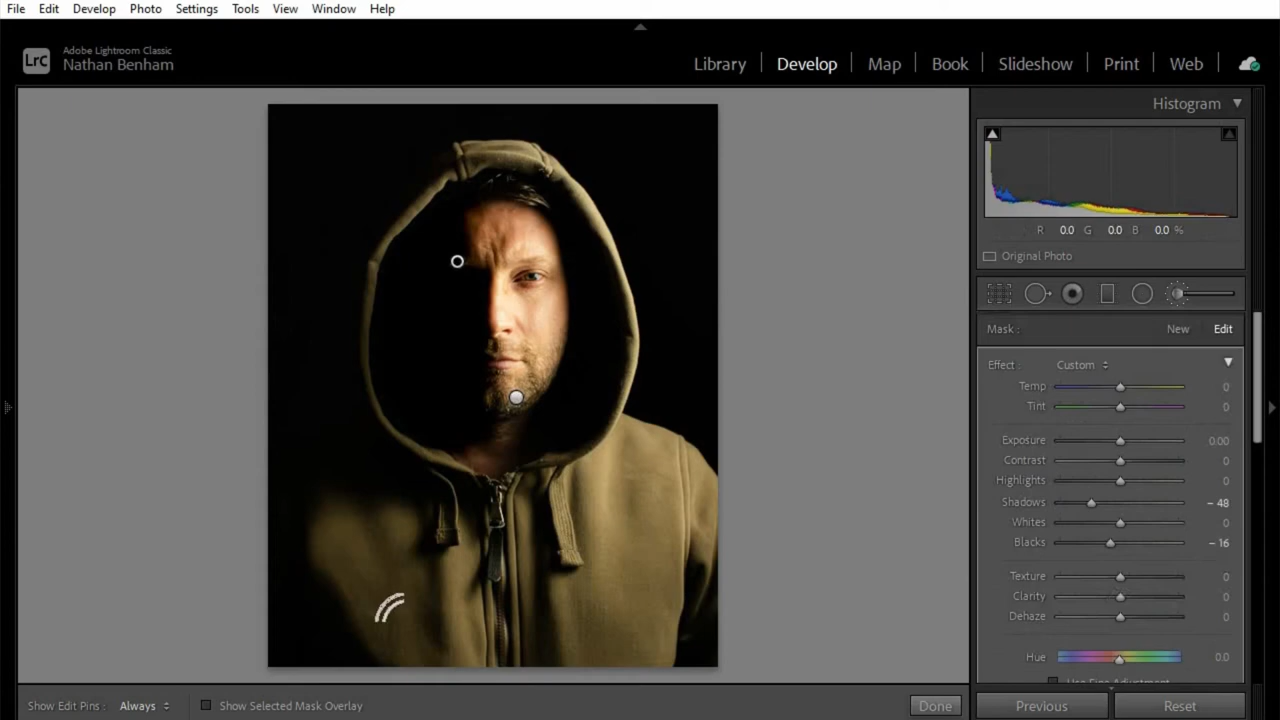 File Edit Develop Photo Settings Tools View Window Help
LrC
Adobe Lightroom Classic
Nathan Benham
Library Develop Map Book Slideshow Print Web
Histogram
R 0.0 G 0.0 B 0.0 %
Original Photo
Mask : New Edit
Effect : Custom
Temp 0
Tint 0
Exposure 0.00
Contrast 0
Highlights 0
Shadows – 48
Whites 0
Blacks – 16
Texture 0
Clarity 0
Dehaze 0
Hue 0.0
Use Fine Adjustment
Show Edit Pins : Always Show Selected Mask Overlay Done Previous Reset